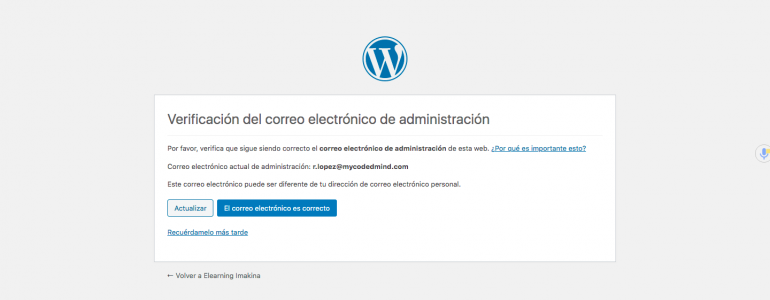 Verificación del correo electrónico de administración
Por favor, verifica que sigue siendo correcto el correo electrónico de administración de esta web. ¿Por qué es importante esto?
Correo electrónico actual de administración: r.lopez@mycodedmind.com
Este correo electrónico puede ser diferente de tu dirección de correo electrónico personal.
Actualizar El correo electrónico es correcto
Recuérdamelo más tarde
← Volver a Elearning Imakina